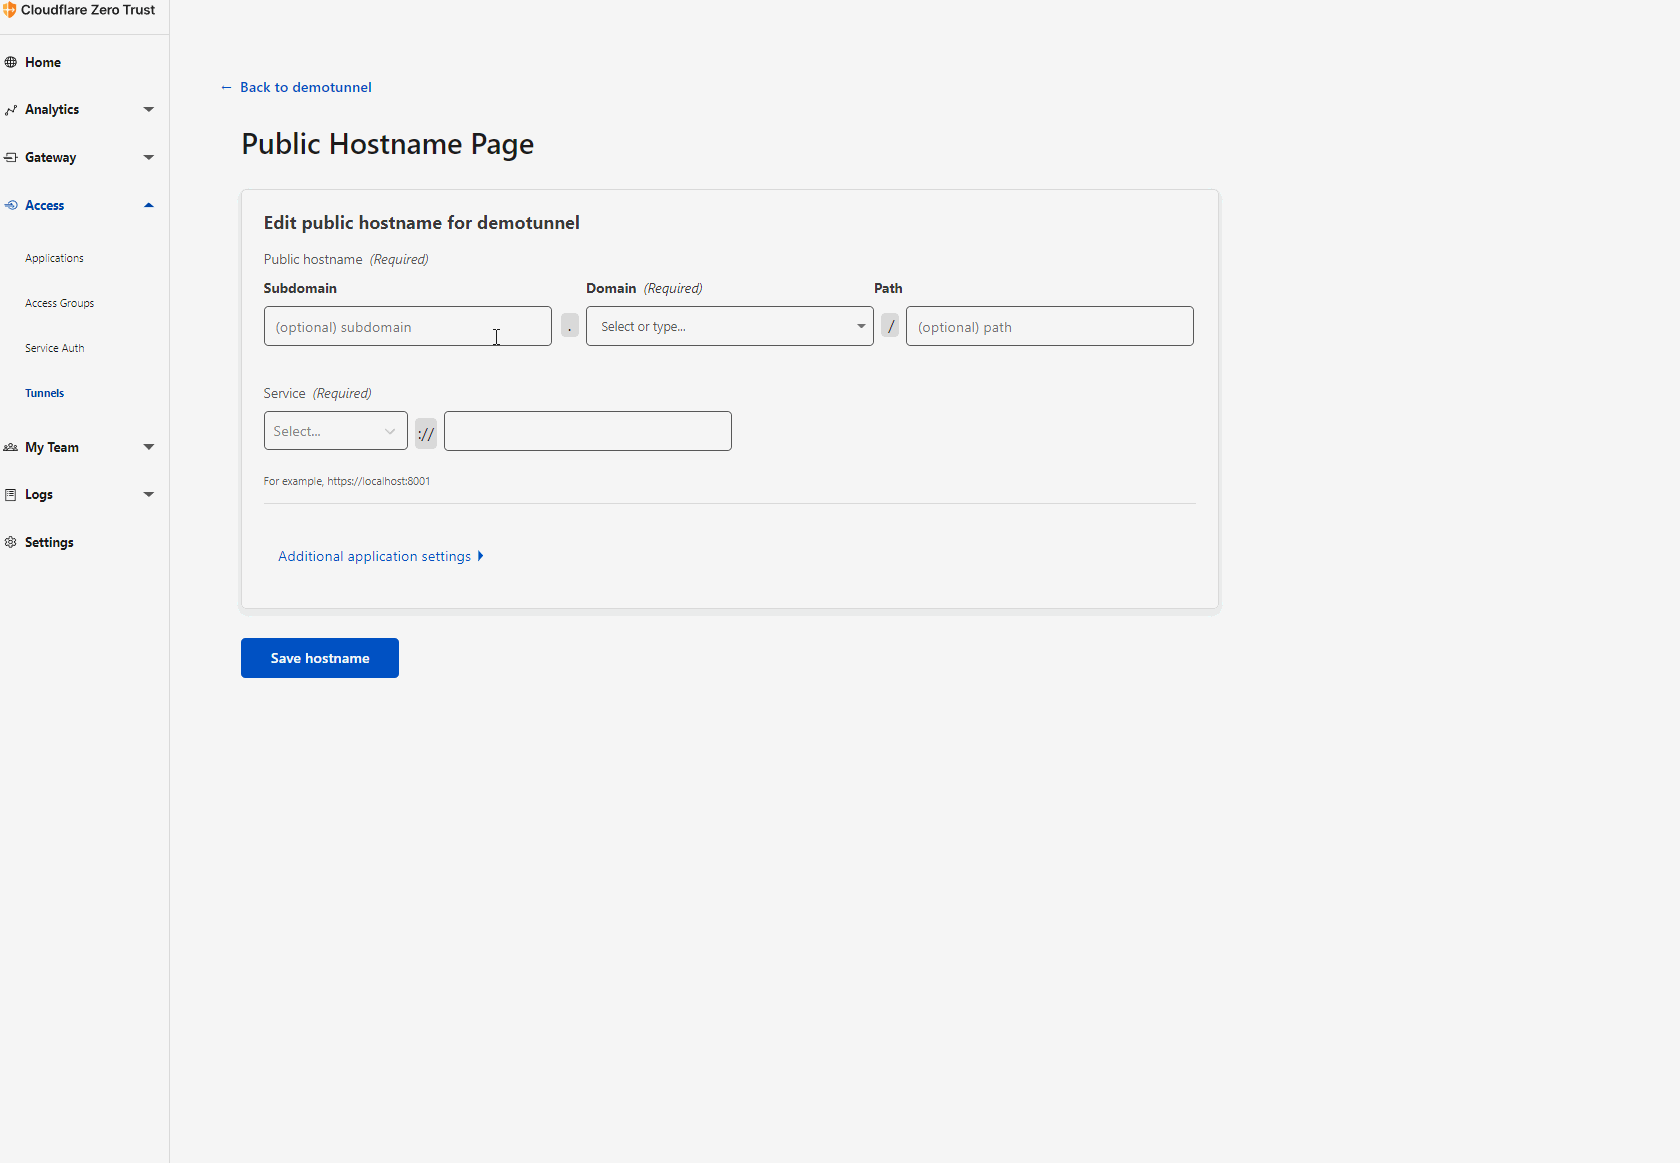 Cloudflare Zero Trust
Home
Analytics
Gateway
Access
Applications
Access Groups
Service Auth
Tunnels
My Team
Logs
Settings
← Back to demotunnel
Public Hostname Page
Edit public hostname for demotunnel
Public hostname (Required)
Subdomain Domain (Required) Path
(optional) subdomain . Select or type... / (optional) path
Service (Required)
Select... ://
For example, https://localhost:8001
Additional application settings
Save hostname